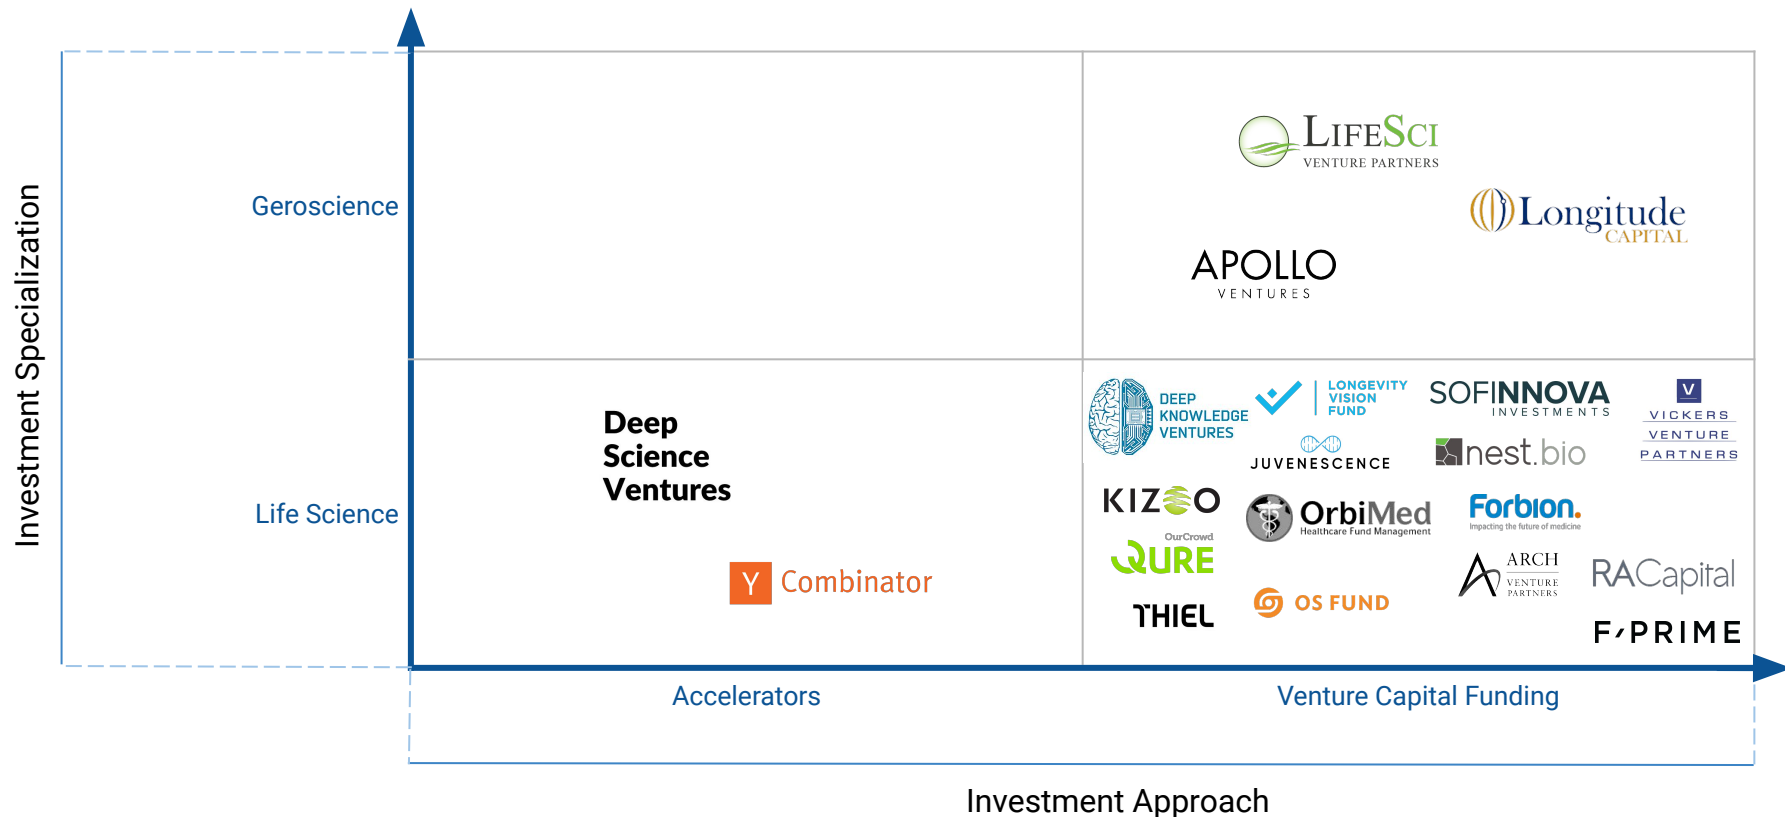 Investment Specialization
Geroscience
Life Science
LIFESCI
VENTURE PARTNERS
Longitude
CAPITAL
APOLLO
VENTURES
Deep
Science
Ventures
Y Combinator
DEEP
KNOWLEDGE
VENTURES
LONGEVITY
VISION
FUND
SOFINNOVA
INVESTMENTS
V
VICKERS
VENTURE
PARTNERS
JUVENESCENCE
nest.bio
KIZOO
OrbiMed
Healthcare Fund Management
Forbion.
Impacting the future of medicine
OurCrowd
QURE
ARCH
VENTURE
PARTNERS
RACapital
THIEL
OS FUND
F-PRIME
Accelerators
Venture Capital Funding
Investment Approach